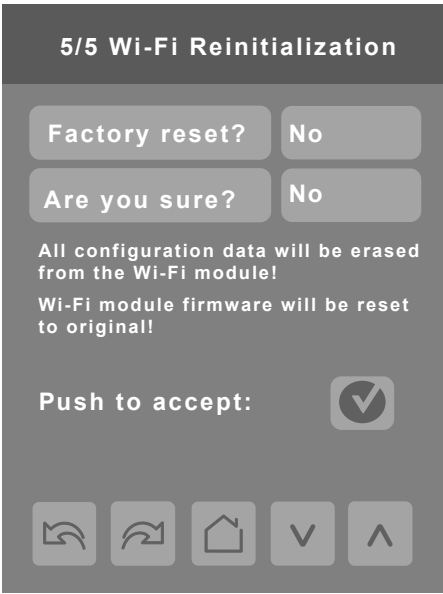 5/5 Wi-Fi Reinitialization
Factory reset? No
Are you sure? No
All configuration data will be erased
from the Wi-Fi module!
Wi-Fi module firmware will be reset
to original!
Push to accept: